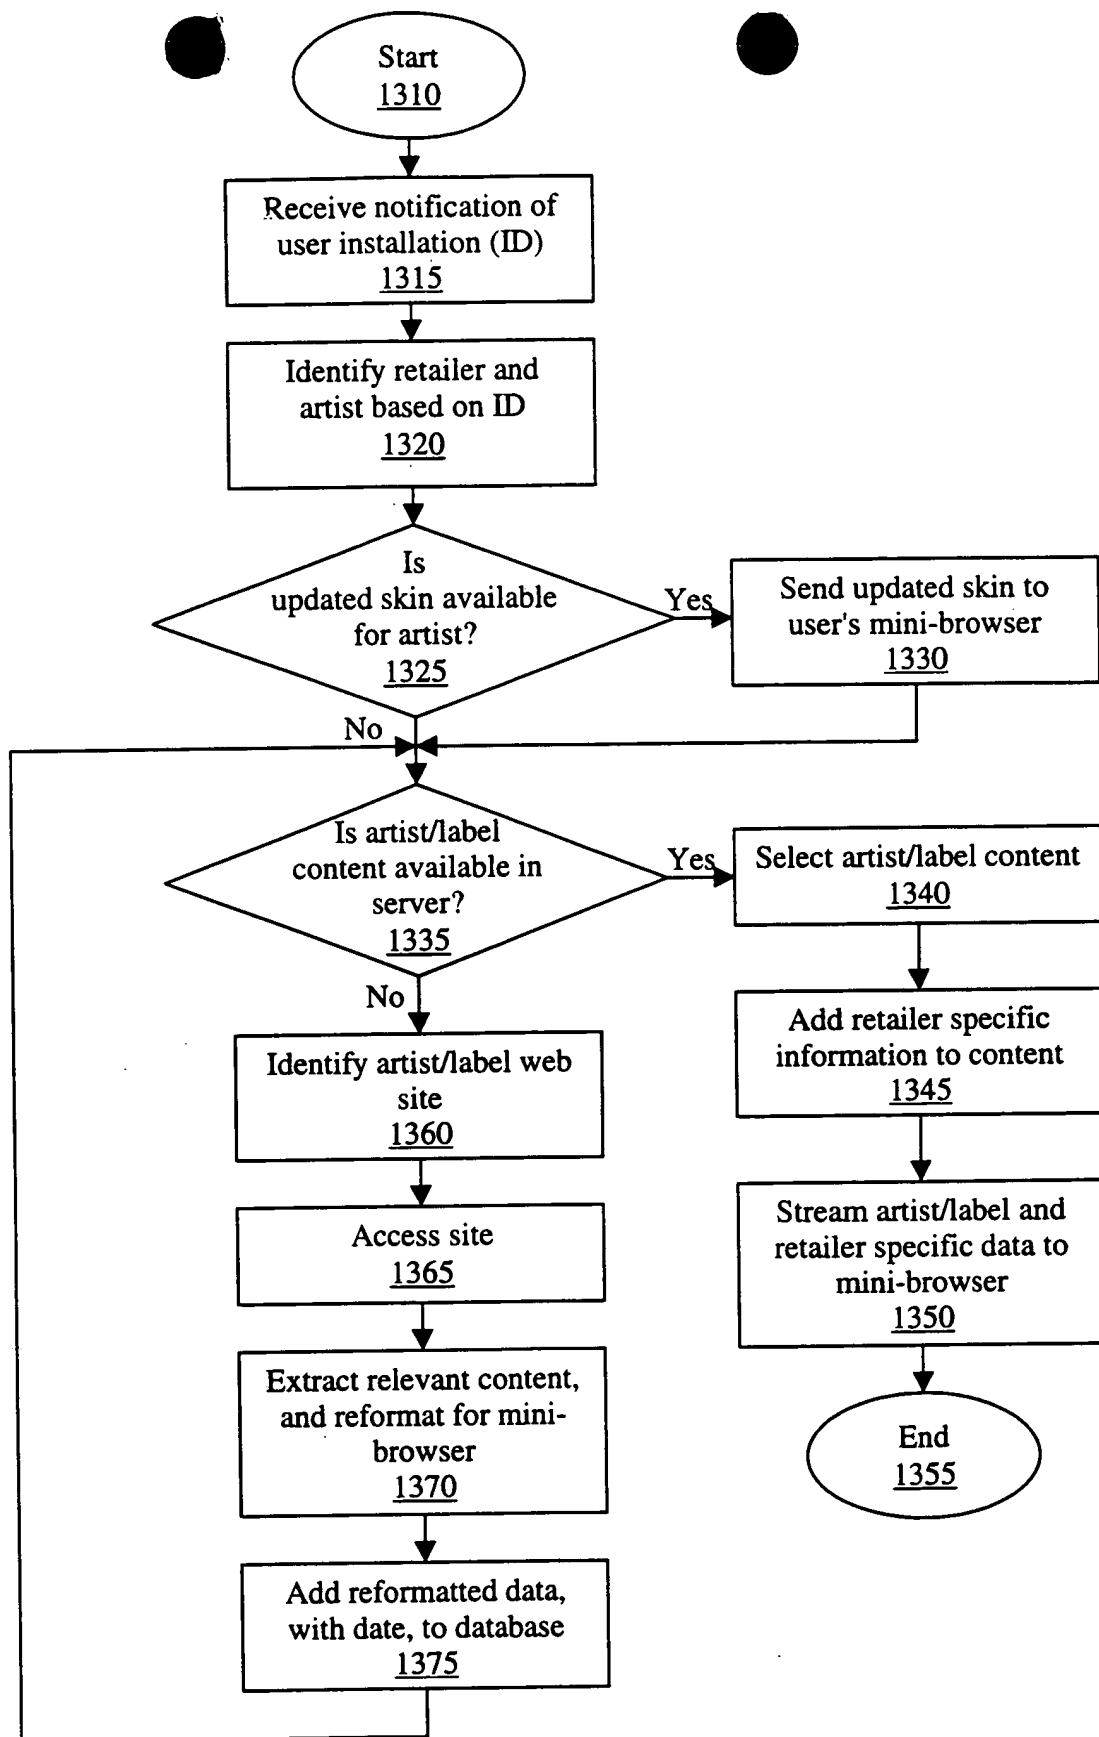 Start
1310
Receive notification of
user installation (ID)
1315
Identify retailer and
artist based on ID
1320
Is
updated skin available
for artist?
1325
Yes
Send updated skin to
user's mini-browser
1330
No
Is artist/label
content available in
server?
1335
Yes
Select artist/label content
1340
No
Add retailer specific
information to content
1345
Identify artist/label web
site
1360
Stream artist/label and
retailer specific data to
mini-browser
1350
Access site
1365
Extract relevant content,
and reformat for mini-
browser
1370
End
1355
Add reformatted data,
with date, to database
1375